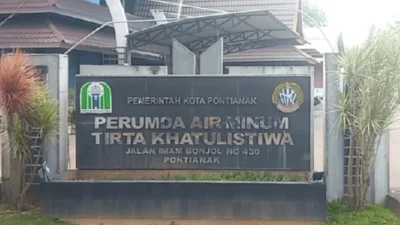 PEMERINTAH KOTA PONTIANAK
PERUMDA AIR MINUM
TIRTA KHATULISTIWA
JALAN IMAM BONJOL NO 430
PONTIANAK